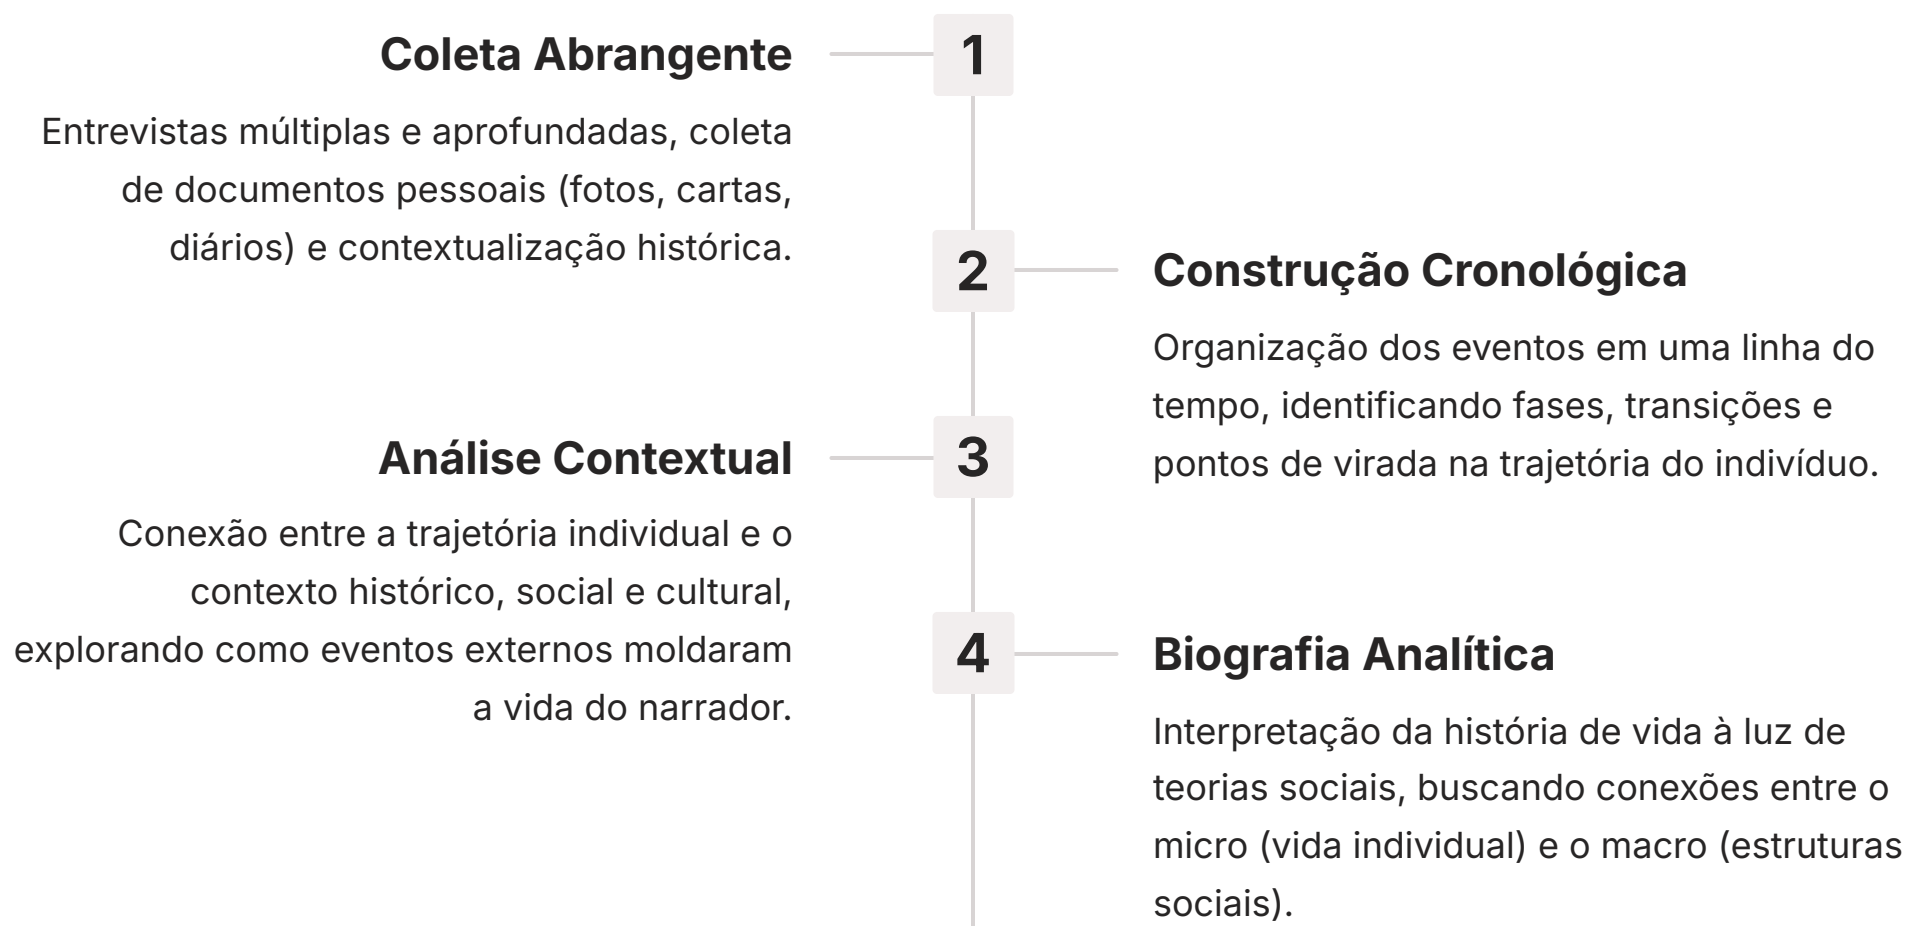 Coleta Abrangente
1
Entrevistas múltiplas e aprofundadas, coleta
de documentos pessoais (fotos, cartas,
diários) e contextualização histórica.
2
Construção Cronológica
Organização dos eventos em uma linha do
tempo, identificando fases, transições e
pontos de virada na trajetória do indivíduo.
Análise Contextual
3
Conexão entre a trajetória individual e o
contexto histórico, social e cultural,
explorando como eventos externos moldaram
a vida do narrador.
4
Biografia Analítica
Interpretação da história de vida à luz de
teorias sociais, buscando conexões entre o
micro (vida individual) e o macro (estruturas
sociais).